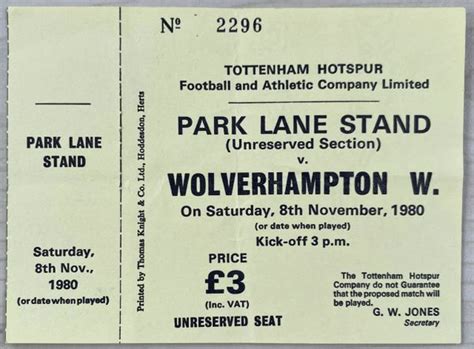 Nº 2296
TOTTENHAM HOTSPUR
Football and Athletic Company Limited
PARK LANE STAND
(Unreserved Section)
v.
WOLVERHAMPTON W.
On Saturday, 8th November, 1980
(or date when played)
Kick-off 3 p.m.
PRICE
£3
(Inc. VAT)
UNRESERVED SEAT
The Tottenham Hotspur
Company do not Guarantee
that the proposed match will
be played.
G. W. JONES
Secretary
Printed by Thomas Knight & Co. Ltd., Hoddesdon, Herts
PARK LANE
STAND
Saturday,
8th Nov.,
1980
(or date when played)